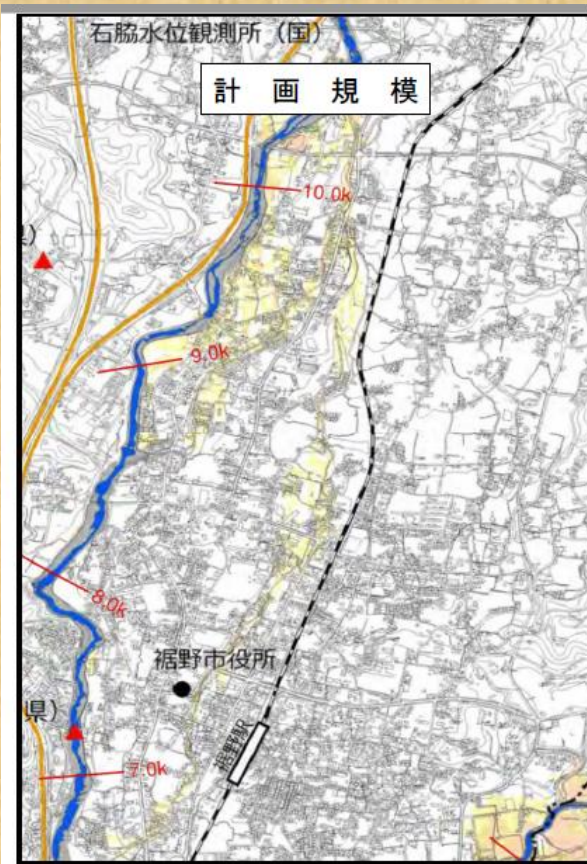 石脇水位観測所（国）
計 画 規 模
10.0k
）
9.0k
8.0k
裾野市役所
県）
裾野駅
7.0k